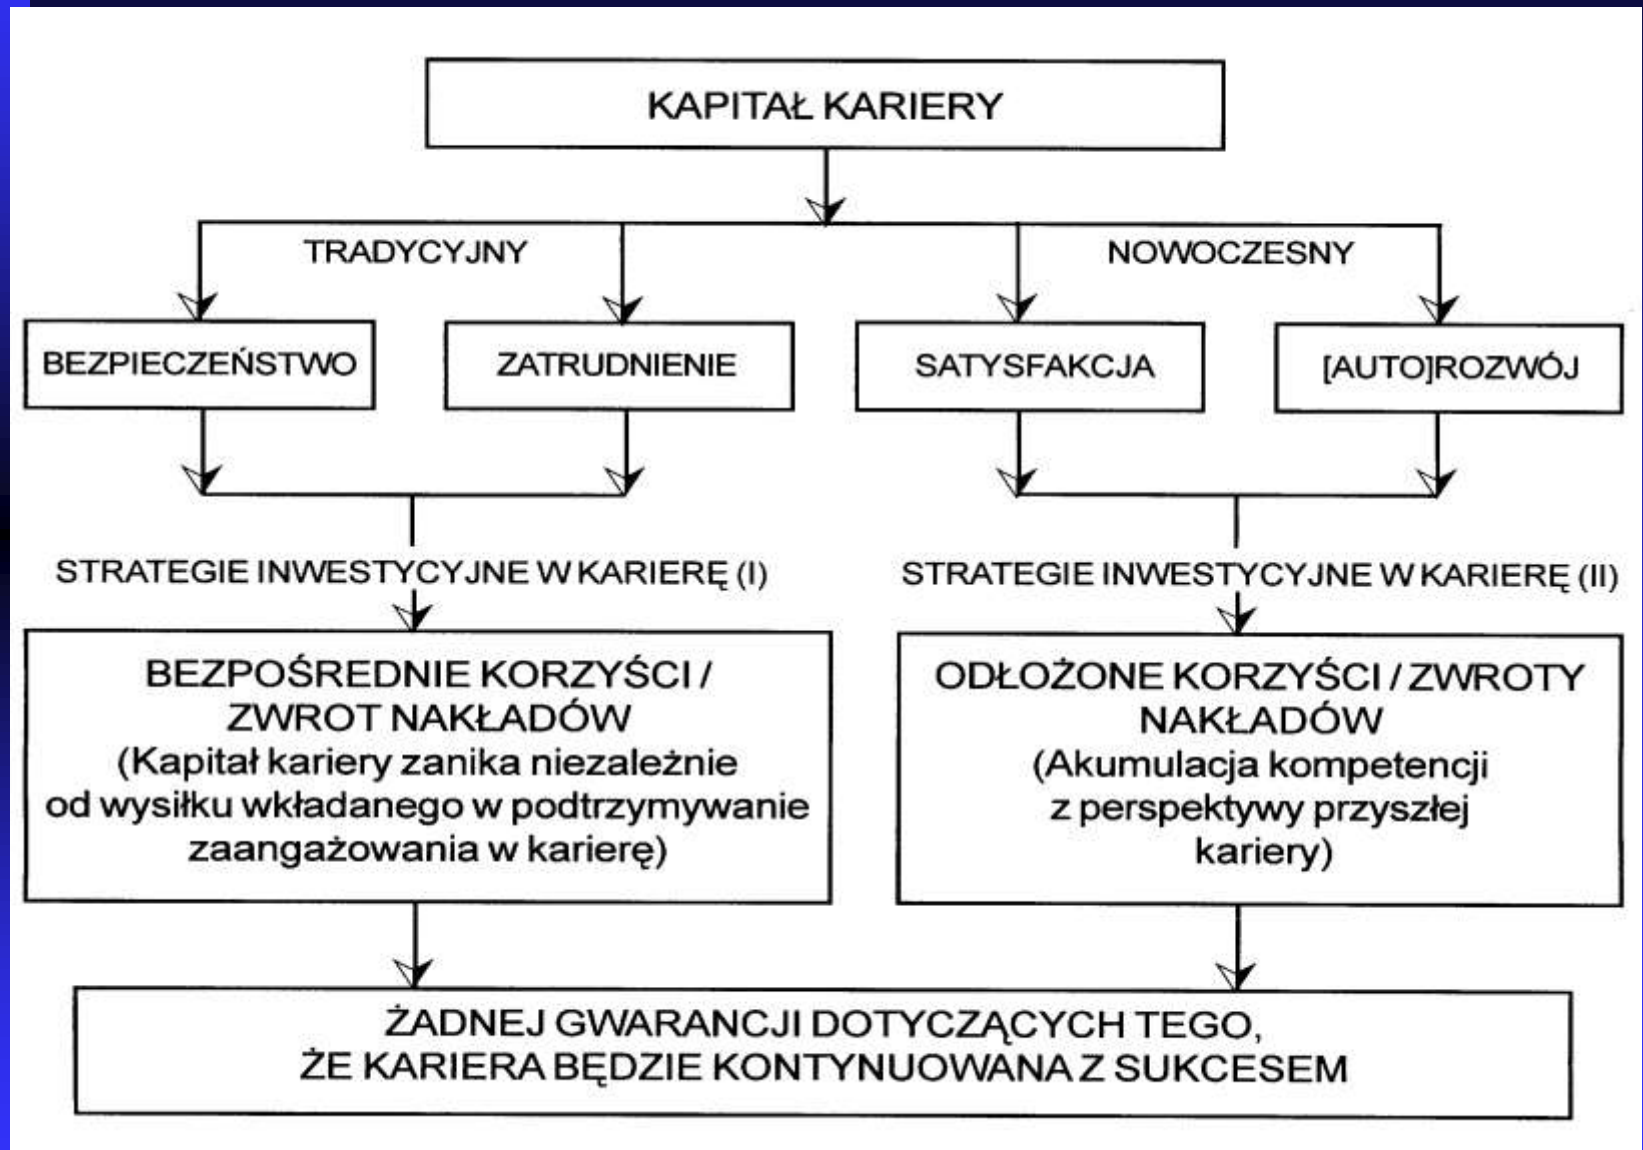 KAPITAŁ KARIERY
TRADYCYJNY
NOWOCZESNY
BEZPIECZEŃSTWO
ZATRUDNIENIE
SATYSFAKCJA
[AUTO]ROZWÓJ
STRATEGIE INWESTYCYJNE W KARIERĘ (I)
STRATEGIE INWESTYCYJNE W KARIERĘ (II)
BEZPOŚREDNIE KORZYŚCI /
ZWROT NAKŁADÓW
(Kapitał kariery zanika niezależnie
od wysiłku wkładanego w podtrzymywanie
zaangażowania w karierę)
ODŁOŻONE KORZYŚCI / ZWROTY
NAKŁADÓW
(Akumulacja kompetencji
z perspektywy przyszłej
kariery)
ŻADNEJ GWARANCJI DOTYCZĄCYCH TEGO,
ŻE KARIERA BĘDZIE KONTYNUOWANA Z SUKCESEM